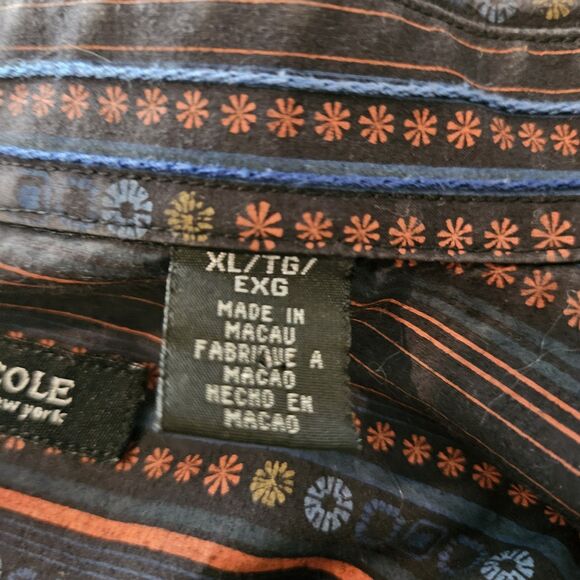 XL/TG/
EXG
MADE IN
MACAU
FABRIQUE A
MACAO
HECHO EN
MACAO
COLE
new york